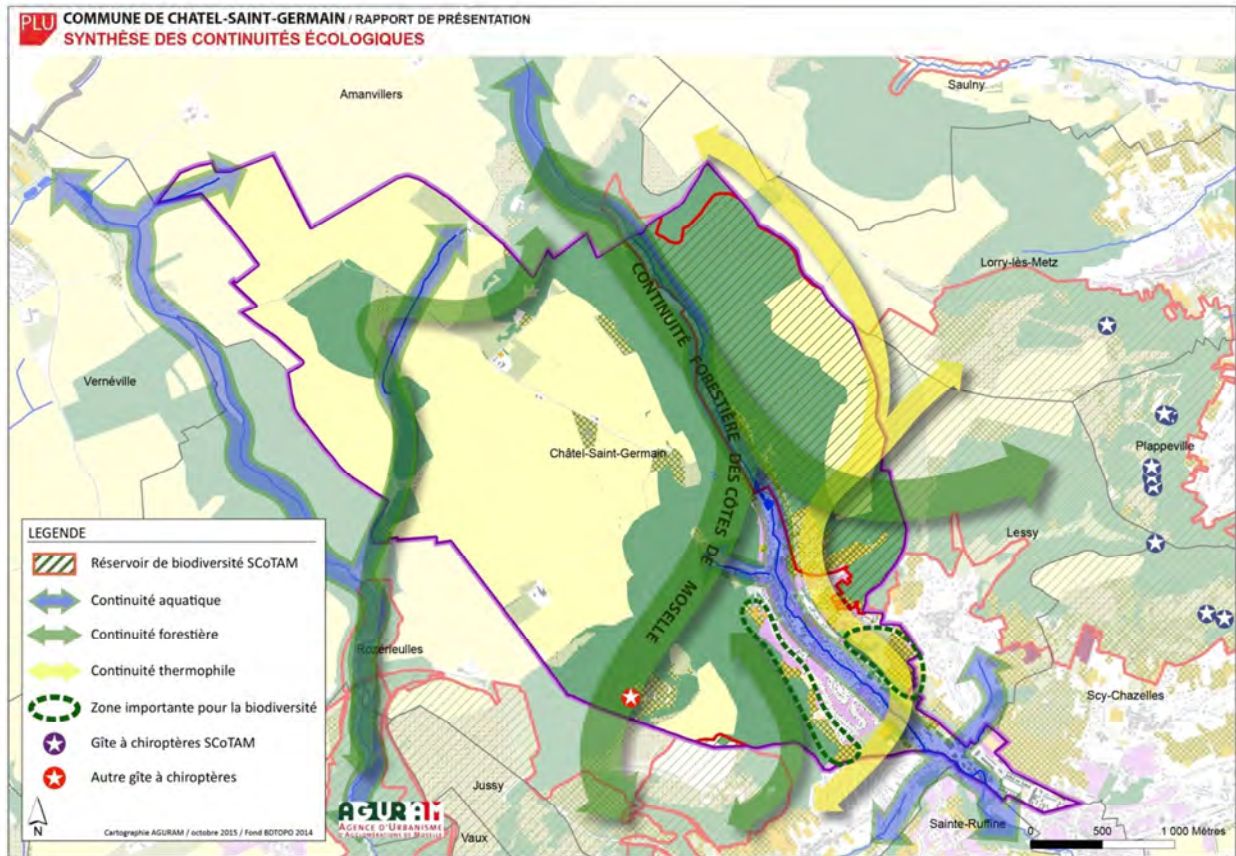 PLU
COMMUNE DE CHATEL-SAINT-GERMAIN / RAPPORT DE PRÉSENTATION
SYNTHÈSE DES CONTINUITÉS ÉCOLOGIQUES
Amanvillers
Saulny
Lorry-lès-Metz
Vernéville
Châtel-Saint-Germain
CONTINUITÉ FORESTIÈRE DES CÔTES DE MOSELLE
Plappeville
Lessy
Rozérieulles
Scy-Chazelles
Jussy
Vaux
Sainte-Ruffine
LEGENDE
Réservoir de biodiversité SCoTAM
Continuité aquatique
Continuité forestière
Continuité thermophile
Zone importante pour la biodiversité
Gîte à chiroptères SCoTAM
Autre gîte à chiroptères
N
Cartographie AGURAM / octobre 2015 / Fond BDTOPO 2014
AGURAM
AGENCE D'URBANISME
D'AGGLOMÉRATIONS DE MOSELLE
0 500 1 000 Mètres